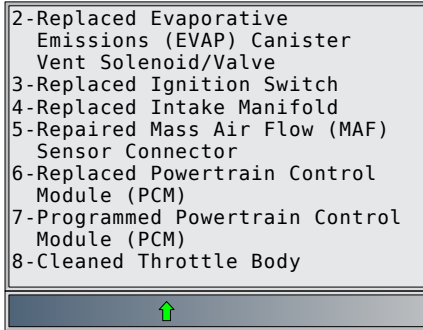 2-Replaced Evaporative
Emissions (EVAP) Canister
Vent Solenoid/Valve
3-Replaced Ignition Switch
4-Replaced Intake Manifold
5-Repaired Mass Air Flow (MAF)
Sensor Connector
6-Replaced Powertrain Control
Module (PCM)
7-Programmed Powertrain Control
Module (PCM)
8-Cleaned Throttle Body